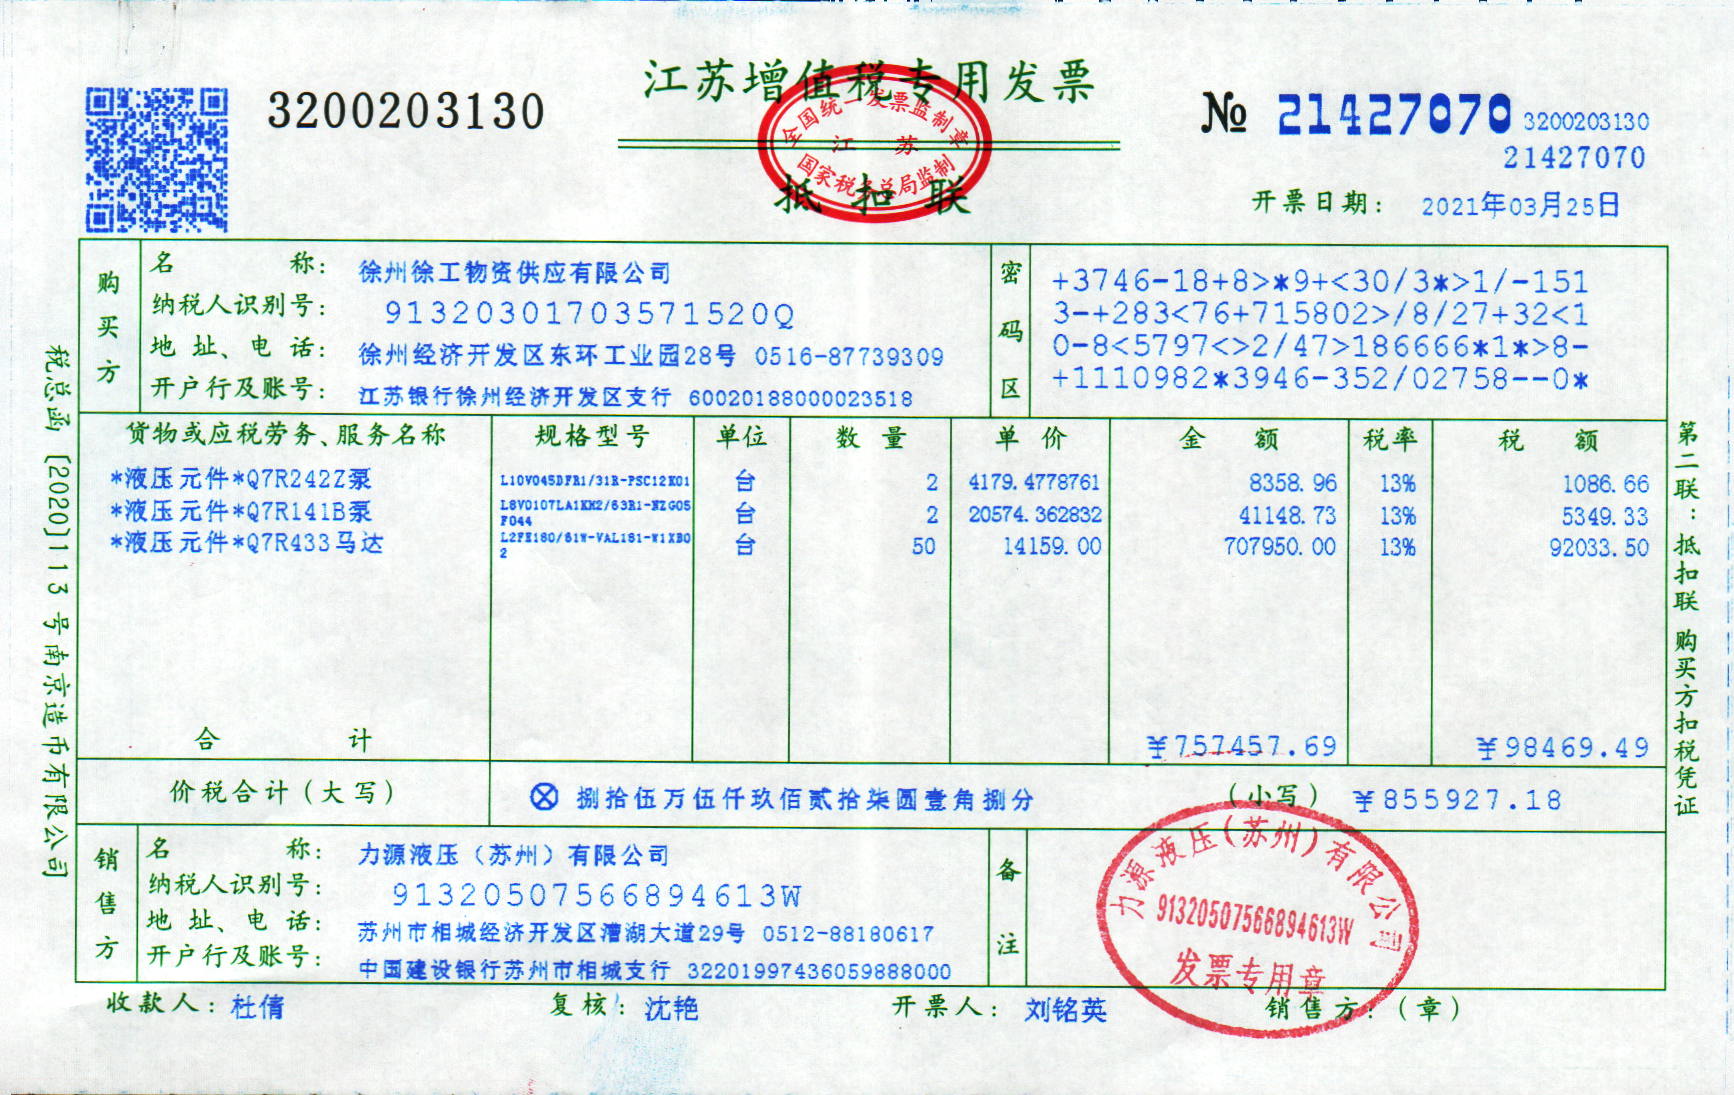 江苏增值税专用发票
3200203130
全国统一发票监制章
江 苏
国家税务总局监制
抵扣联
№ 21427070 3200203130
21427070
开票日期: 2021年03月25日
购买方
名 称: 徐州徐工物资供应有限公司
纳税人识别号: 91320301703571520Q
地 址、电 话: 徐州经济开发区东环工业园28号 0516-87739309
开户行及账号: 江苏银行徐州经济开发区支行 60020188000023518
密码区
+3746-18+8>*9+<30/3*>1/-151
3-+283<76+715802>/8/27+32<1
0-8<5797<>2/47>186666*1*>8-
+1110982*3946-352/02758--0*
货物或应税劳务、服务名称 规格型号 单位 数 量 单 价 金 额 税率 税 额
*液压元件*Q7R242Z泵 L10VO45DFR1/31R-PSC12K01 台 2 4179.4778761 8358.96 13% 1086.66
*液压元件*Q7R141B泵 L8VO107LA1KH2/63R1-NZG05F044 台 2 20574.362832 41148.73 13% 5349.33
*液压元件*Q7R433马达 L2FE180/61W-VAL181-W1XB02 台 50 14159.00 707950.00 13% 92033.50
合 计 ¥757457.69 ¥98469.49
价税合计(大写) ⊗ 捌拾伍万伍仟玖佰贰拾柒圆壹角捌分 (小写) ¥855927.18
销售方
名 称: 力源液压(苏州)有限公司
纳税人识别号: 91320507566894613W
地 址、电 话: 苏州市相城经济开发区漕湖大道29号 0512-88180617
开户行及账号: 中国建设银行苏州市相城支行 32201997436059888000
备注
力源液压(苏州)有限公司
91320507566894613W
发票专用章
收款人: 杜倩 复核: 沈艳 开票人: 刘铭英 销售方:(章)
税总函[2020]113号南京造币有限公司
第二联:抵扣联 购买方扣税凭证